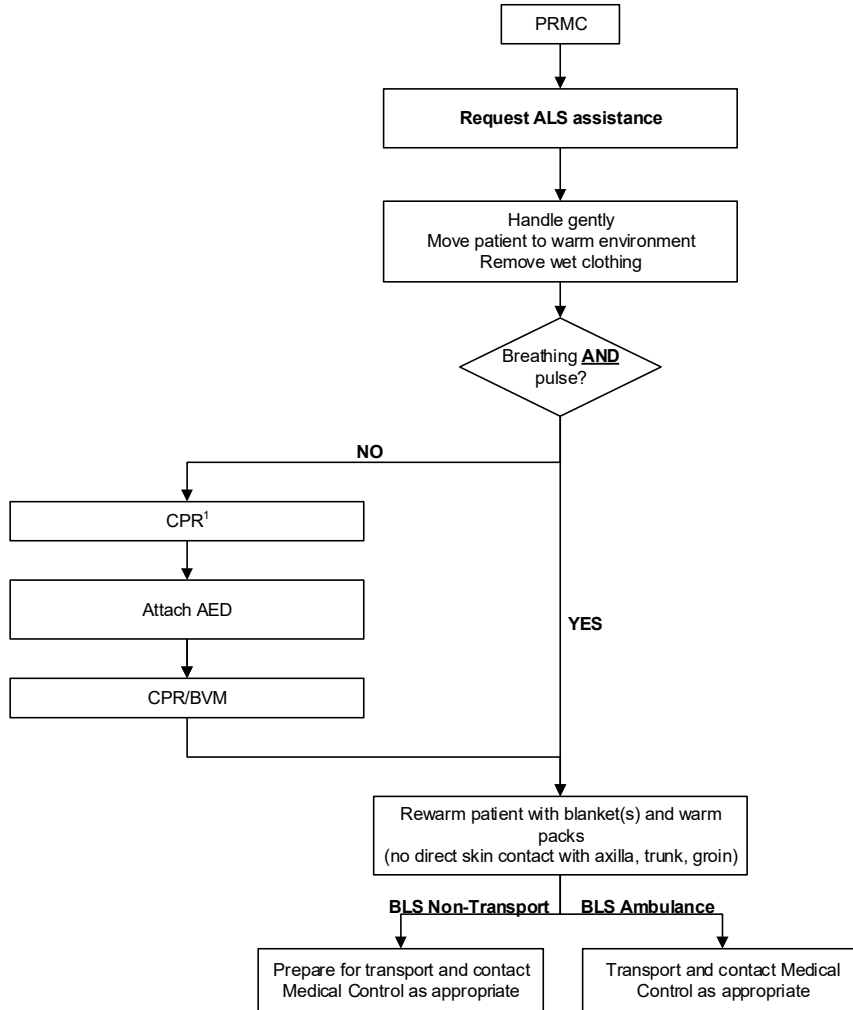 PRMC
Request ALS assistance
Handle gently
Move patient to warm environment
Remove wet clothing
Breathing AND
pulse?
NO
CPR¹
Attach AED
YES
CPR/BVM
Rewarm patient with blanket(s) and warm
packs
(no direct skin contact with axilla, trunk, groin)
BLS Non-Transport
BLS Ambulance
Prepare for transport and contact
Medical Control as appropriate
Transport and contact Medical
Control as appropriate